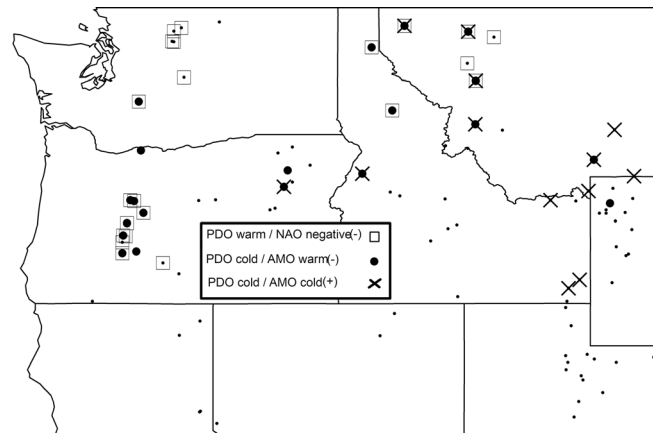 PDO warm / NAO negative(-)
PDO cold / AMO warm(-)
PDO cold / AMO cold(+)